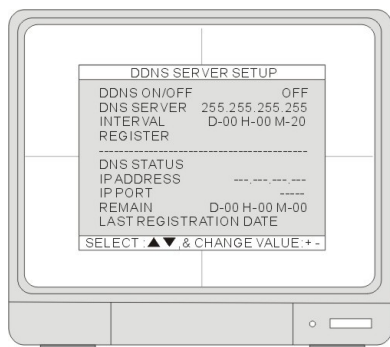 DDNS SERVER SETUP
DDNS ON/OFF OFF
DNS SERVER 255.255.255.255
INTERVAL D-00 H-00 M-20
REGISTER
--------------------------------------
DNS STATUS
IP ADDRESS ---.---.---.---
IP PORT -----
REMAIN D-00 H-00 M-00
LAST REGISTRATION DATE
SELECT :▲▼,& CHANGE VALUE:+ -